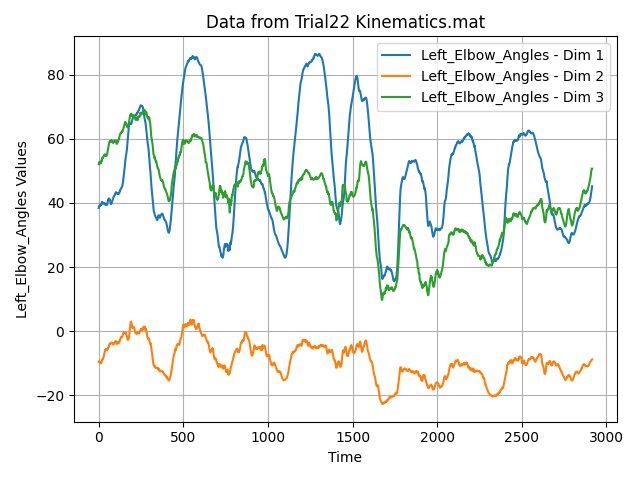 Data from Trial22 Kinematics.mat
Left_Elbow_Angles - Dim 1
Left_Elbow_Angles - Dim 2
Left_Elbow_Angles - Dim 3
Left_Elbow_Angles Values
80
60
40
20
0
−20
0 500 1000 1500 2000 2500 3000
Time